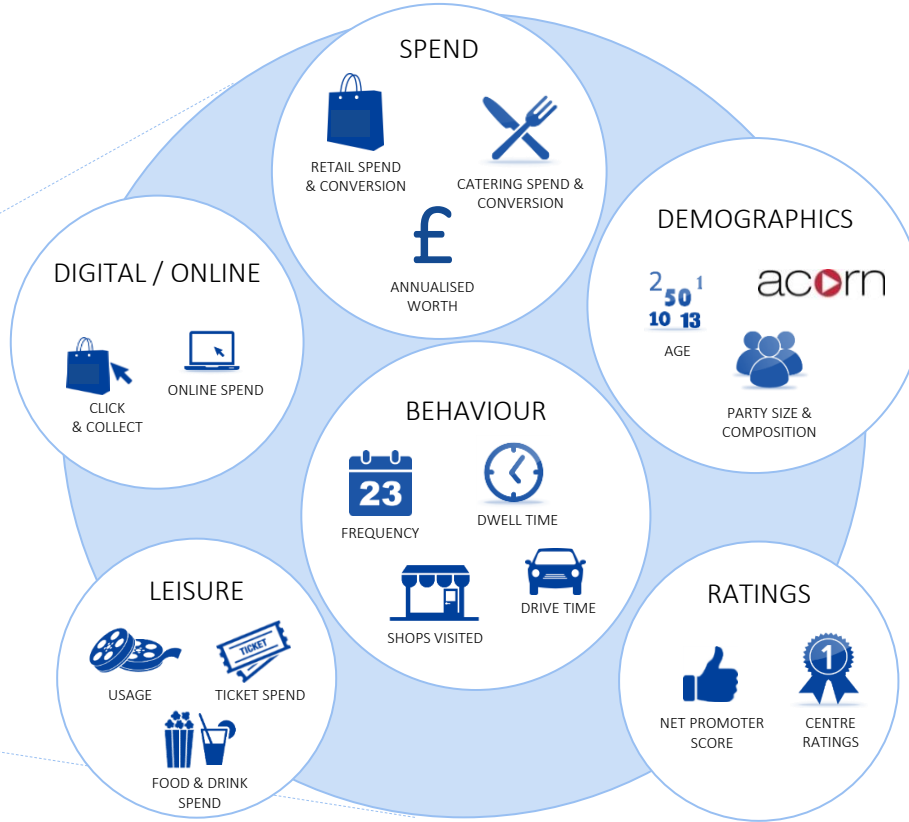 SPEND
RETAIL SPEND
& CONVERSION
CATERING SPEND &
CONVERSION
£
ANNUALISED
WORTH
DEMOGRAPHICS
2 50 1
10 13
AGE
acorn
PARTY SIZE &
COMPOSITION
DIGITAL / ONLINE
CLICK
& COLLECT
ONLINE SPEND
BEHAVIOUR
23
FREQUENCY
DWELL TIME
SHOPS VISITED
DRIVE TIME
LEISURE
USAGE
TICKET
TICKET SPEND
FOOD & DRINK
SPEND
RATINGS
NET PROMOTER
SCORE
1
CENTRE
RATINGS